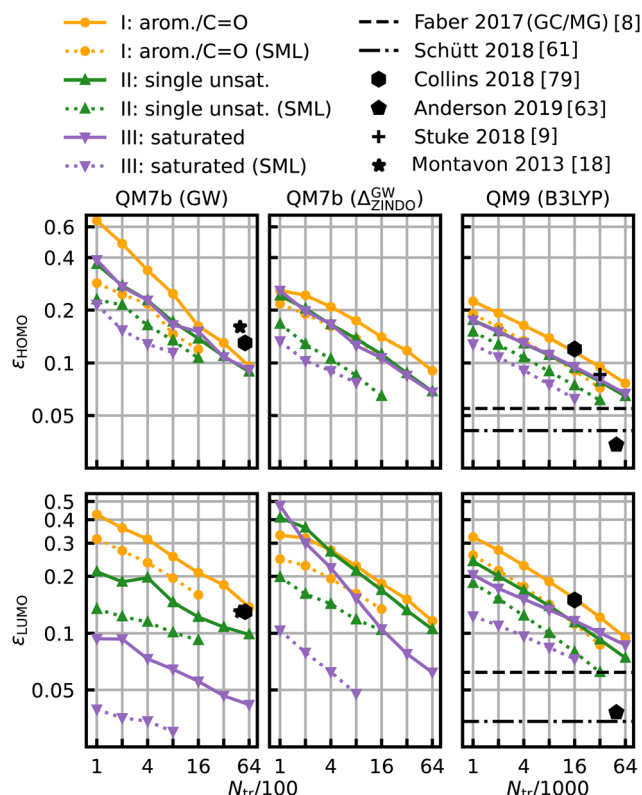 I: arom./C=O
I: arom./C=O (SML)
II: single unsat.
II: single unsat. (SML)
III: saturated
III: saturated (SML)
Faber 2017(GC/MG) [8]
Schütt 2018 [61]
Collins 2018 [79]
Anderson 2019 [63]
Stuke 2018 [9]
Montavon 2013 [18]
QM7b (GW)
QM7b (Δ^GW_ZINDO)
QM9 (B3LYP)
ε_HOMO
0.6
0.4
0.2
0.1
0.05
ε_LUMO
0.5
0.4
0.3
0.2
0.1
0.05
1 4 16 64
1 4 16 64
1 4 16 64
N_tr/100
N_tr/1000